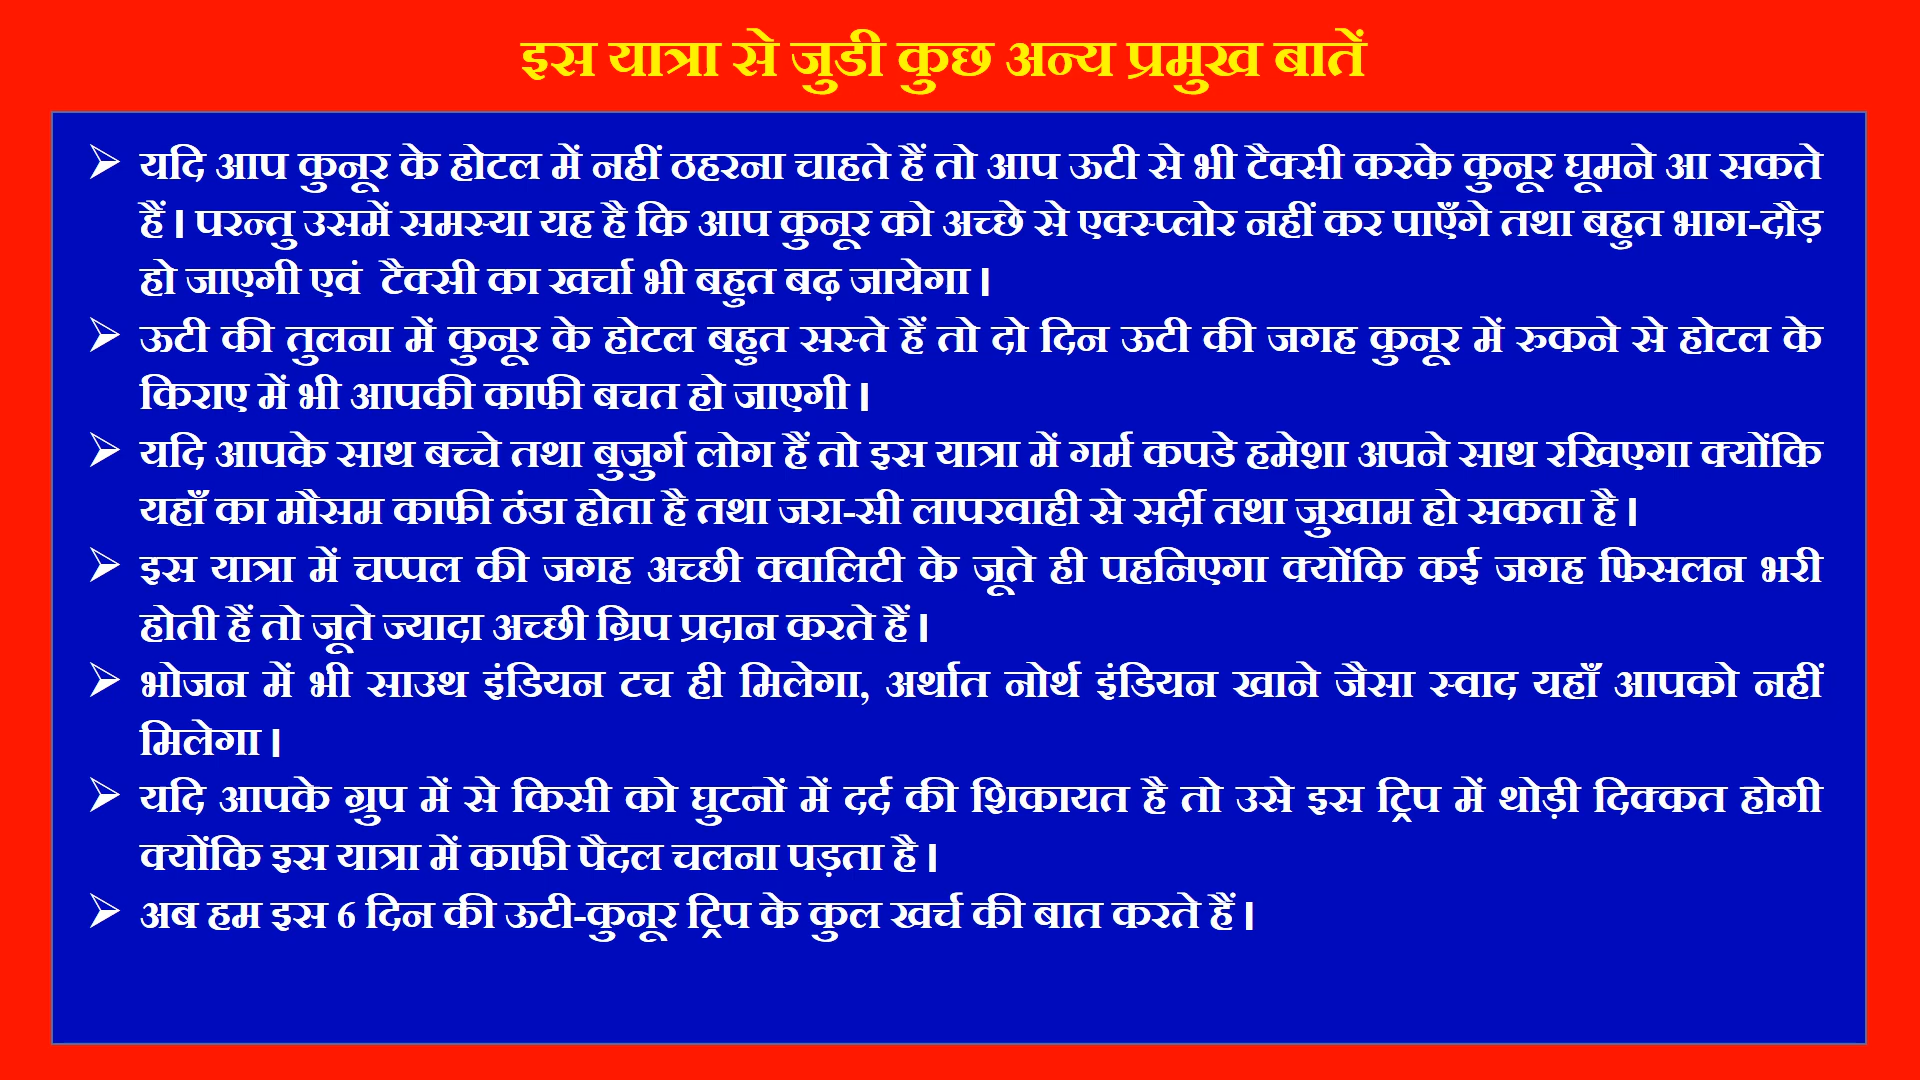 इस यात्रा से जुडी कुछ अन्य प्रमुख बातें
➢ यदि आप कुनूर के होटल में नहीं ठहरना चाहते हैं तो आप ऊटी से भी टैक्सी करके कुनूर घूमने आ सकते
हैं। परन्तु उसमें समस्या यह है कि आप कुनूर को अच्छे से एक्स्प्लोर नहीं कर पाएँगे तथा बहुत भाग-दौड़
हो जाएगी एवं टैक्सी का खर्चा भी बहुत बढ़ जायेगा।
➢ ऊटी की तुलना में कुनूर के होटल बहुत सस्ते हैं तो दो दिन ऊटी की जगह कुनूर में रुकने से होटल के
किराए में भी आपकी काफी बचत हो जाएगी।
➢ यदि आपके साथ बच्चे तथा बुजुर्ग लोग हैं तो इस यात्रा में गर्म कपडे हमेशा अपने साथ रखिएगा क्योंकि
यहाँ का मौसम काफी ठंडा होता है तथा जरा-सी लापरवाही से सर्दी तथा जुखाम हो सकता है।
➢ इस यात्रा में चप्पल की जगह अच्छी क्वालिटी के जूते ही पहनिएगा क्योंकि कई जगह फिसलन भरी
होती हैं तो जूते ज्यादा अच्छी ग्रिप प्रदान करते हैं।
➢ भोजन में भी साउथ इंडियन टच ही मिलेगा, अर्थात नोर्थ इंडियन खाने जैसा स्वाद यहाँ आपको नहीं
मिलेगा।
➢ यदि आपके ग्रुप में से किसी को घुटनों में दर्द की शिकायत है तो उसे इस ट्रिप में थोड़ी दिक्कत होगी
क्योंकि इस यात्रा में काफी पैदल चलना पड़ता है।
➢ अब हम इस 6 दिन की ऊटी-कुनूर ट्रिप के कुल खर्च की बात करते हैं।